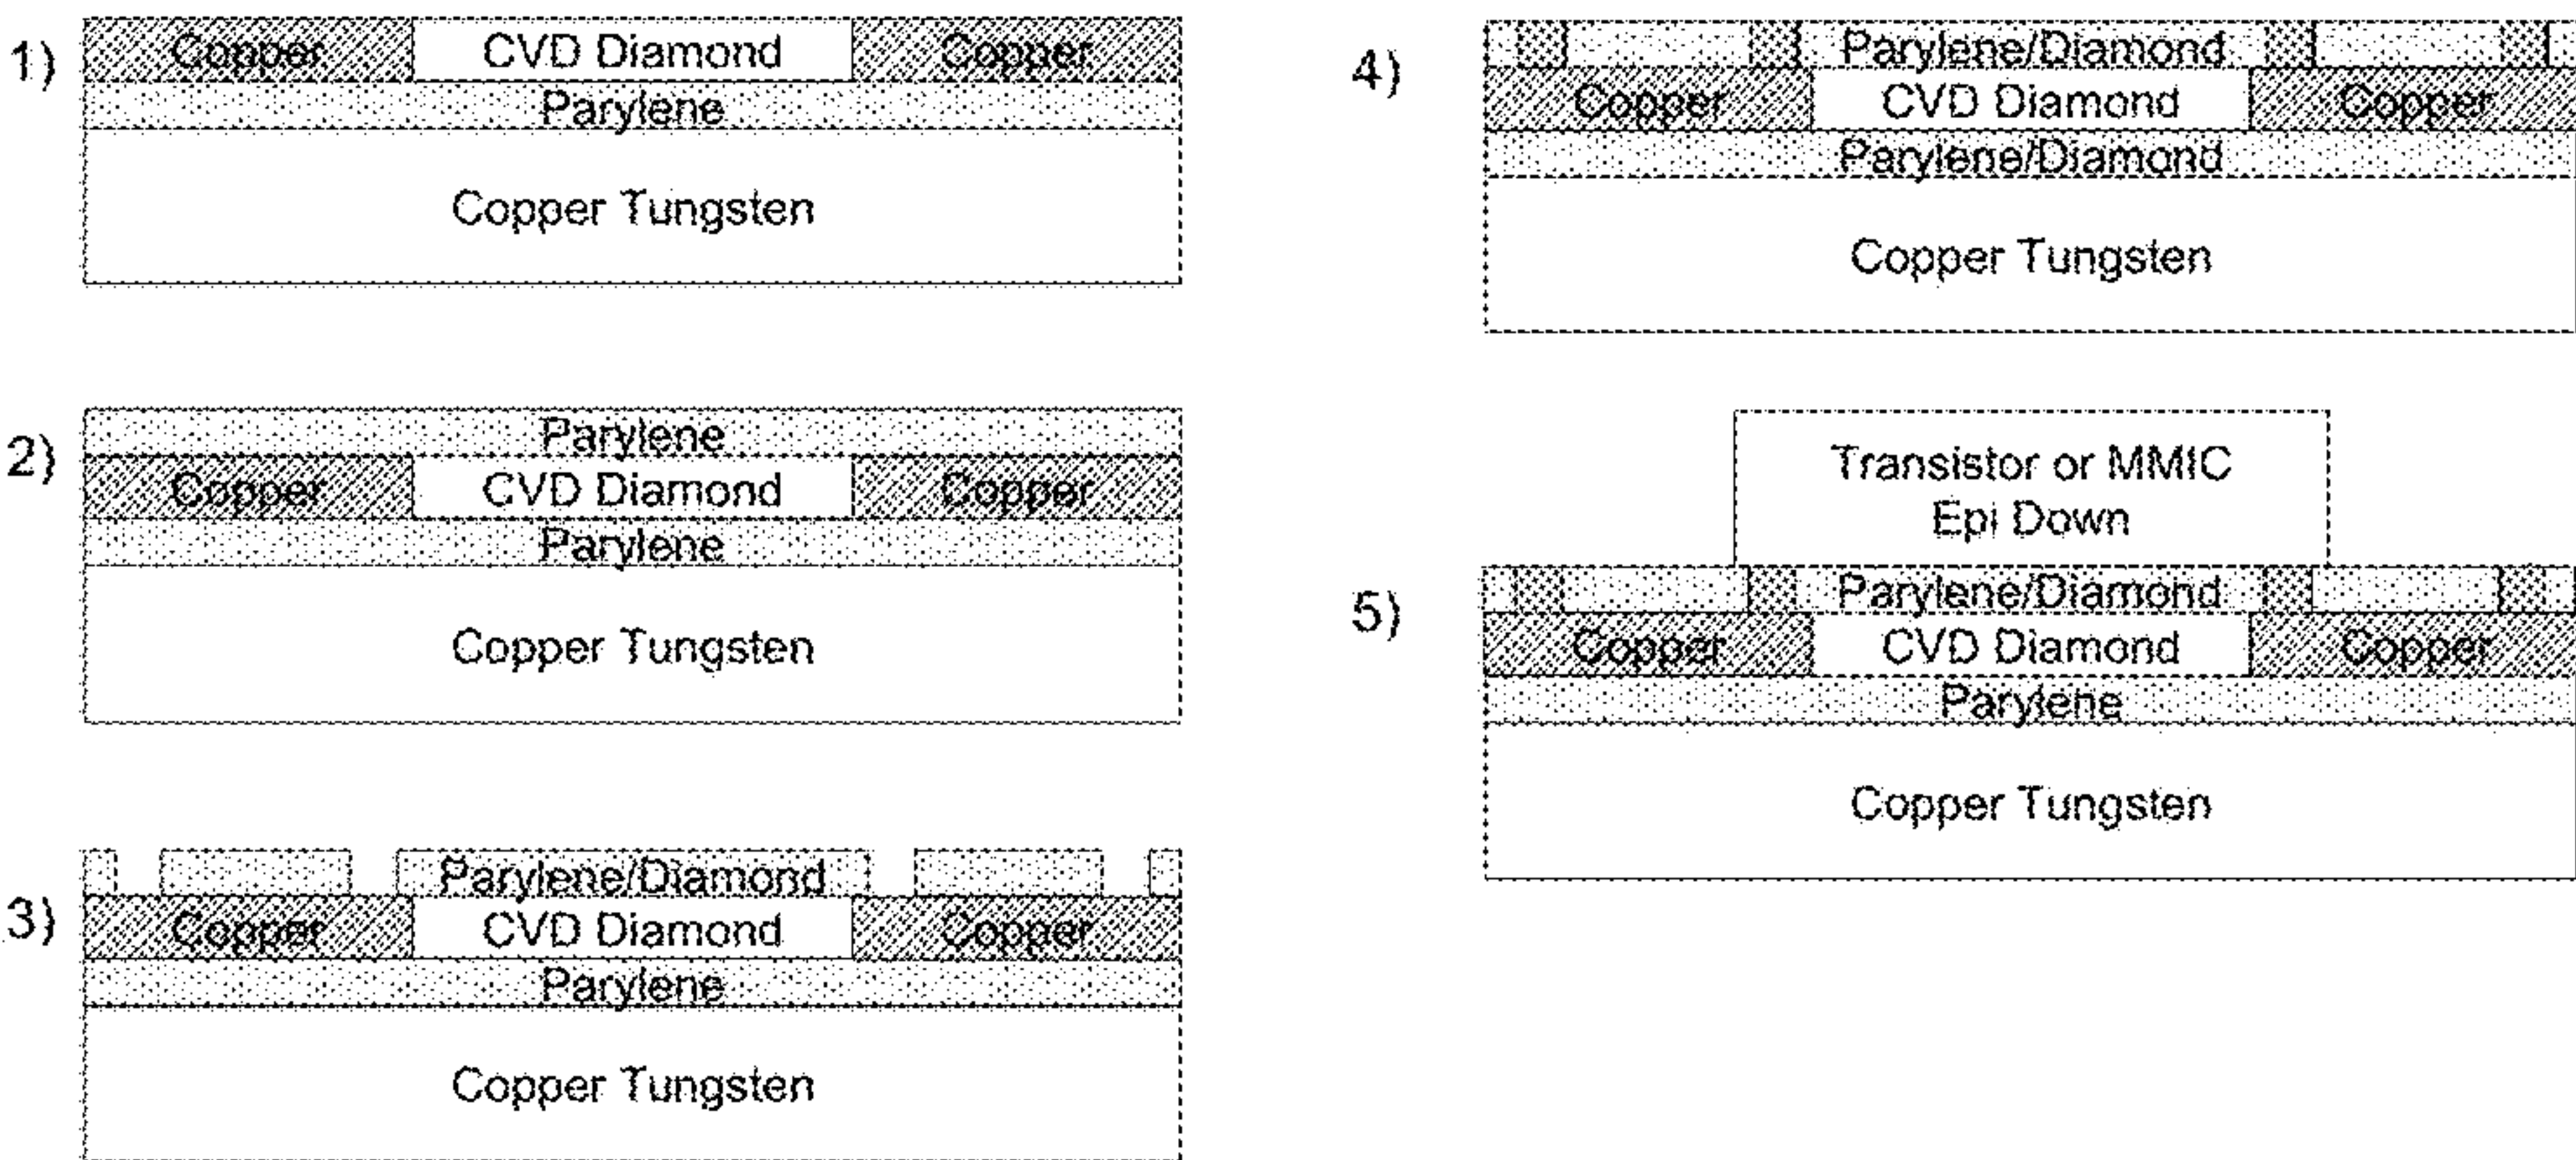 1)
Copper CVD Diamond Copper
Parylene
Copper Tungsten
2)
Parylene
Copper CVD Diamond Copper
Parylene
Copper Tungsten
3)
Parylene/Diamond
Copper CVD Diamond Copper
Parylene
Copper Tungsten
4)
Parylene/Diamond
Copper CVD Diamond Copper
Parylene/Diamond
Copper Tungsten
5)
Transistor or MMIC
Epi Down
Parylene/Diamond
Copper CVD Diamond Copper
Parylene
Copper Tungsten